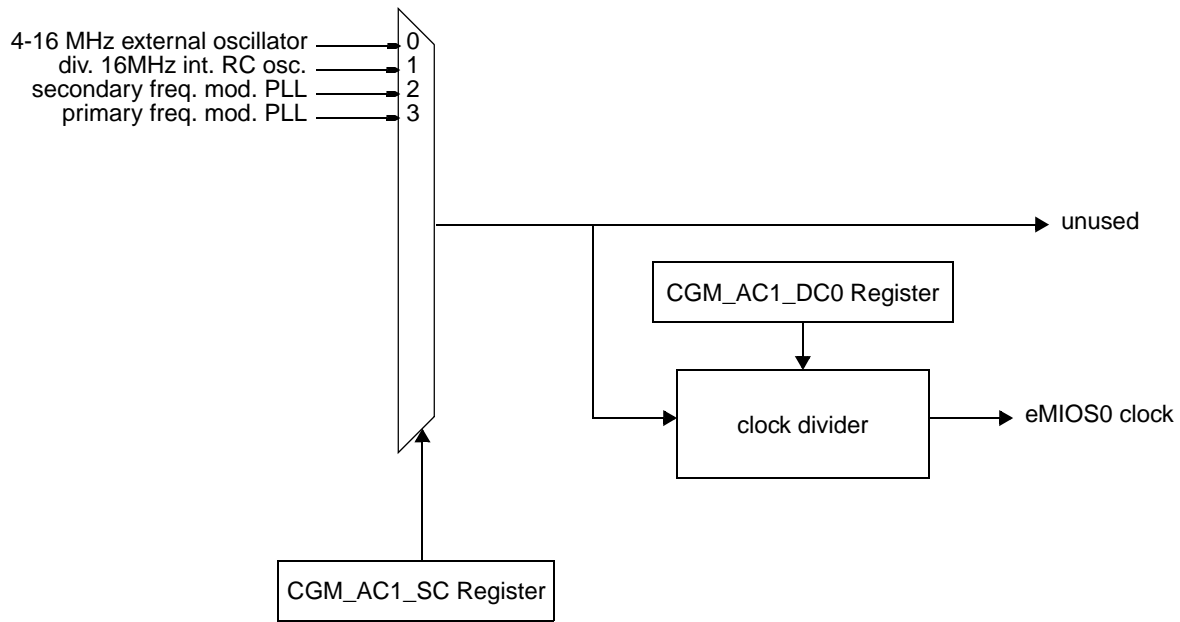 4-16 MHz external oscillator 0
div. 16MHz int. RC osc. 1
secondary freq. mod. PLL 2
primary freq. mod. PLL 3
unused
CGM_AC1_DC0 Register
clock divider
eMIOS0 clock
CGM_AC1_SC Register